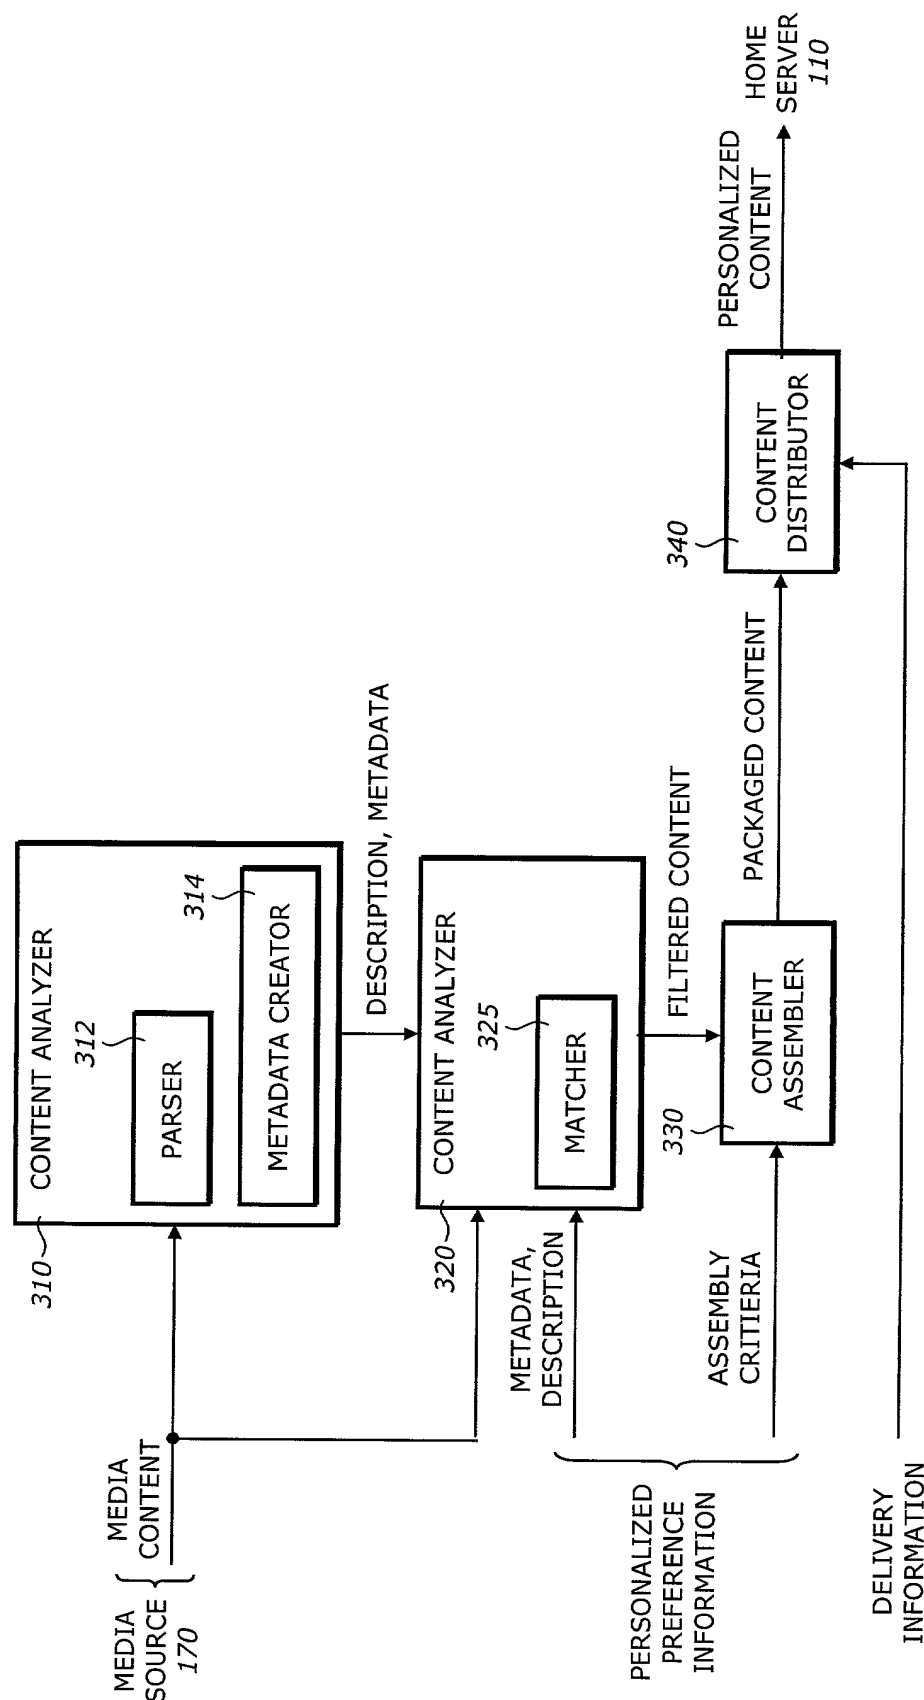 MEDIA
SOURCE
170
MEDIA
CONTENT
310
CONTENT ANALYZER
312
PARSER
314
METADATA CREATOR
DESCRIPTION, METADATA
320
CONTENT ANALYZER
325
MATCHER
METADATA,
DESCRIPTION
PERSONALIZED
PREFERENCE
INFORMATION
FILTERED CONTENT
ASSEMBLY
CRITIERIA
330
CONTENT
ASSEMBLER
PACKAGED CONTENT
340
CONTENT
DISTRIBUTOR
DELIVERY
INFORMATION
PERSONALIZED
CONTENT
HOME
SERVER
110